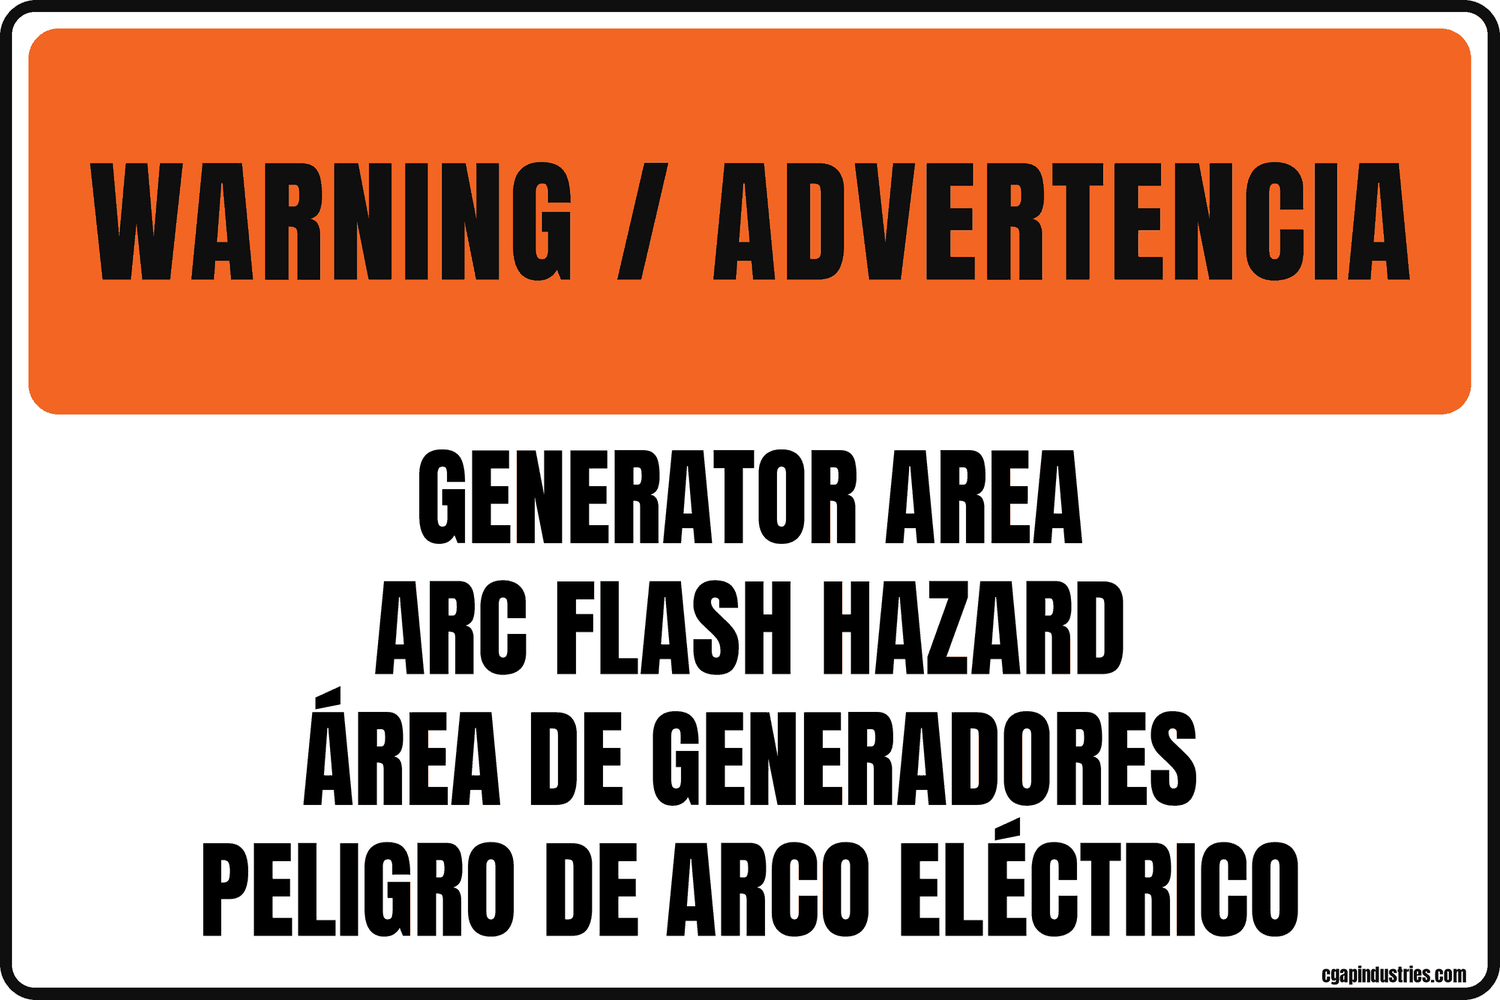 WARNING / ADVERTENCIA
GENERATOR AREA
ARC FLASH HAZARD
ÁREA DE GENERADORES
PELIGRO DE ARCO ELÉCTRICO
cgapindustries.com